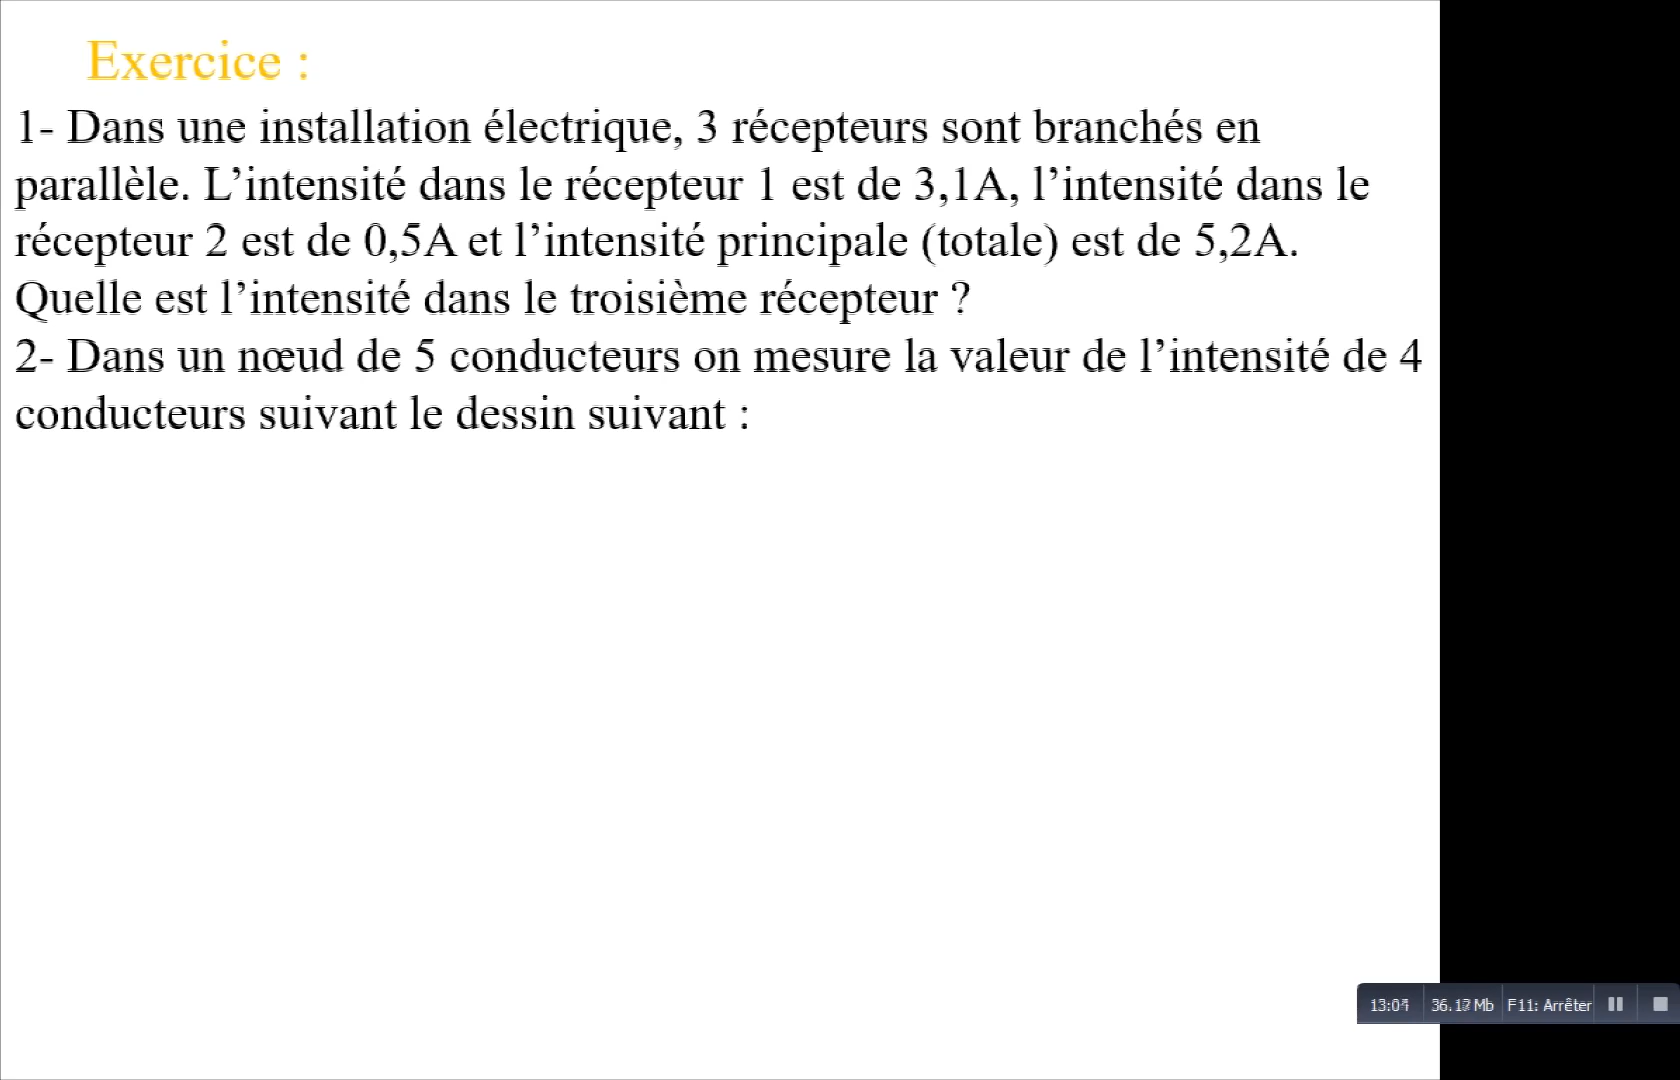 Exercice :
1- Dans une installation électrique, 3 récepteurs sont branchés en
parallèle. L’intensité dans le récepteur 1 est de 3,1A, l’intensité dans le
récepteur 2 est de 0,5A et l’intensité principale (totale) est de 5,2A.
Quelle est l’intensité dans le troisième récepteur ?
2- Dans un nœud de 5 conducteurs on mesure la valeur de l’intensité de 4
conducteurs suivant le dessin suivant :
F11: Arrêter